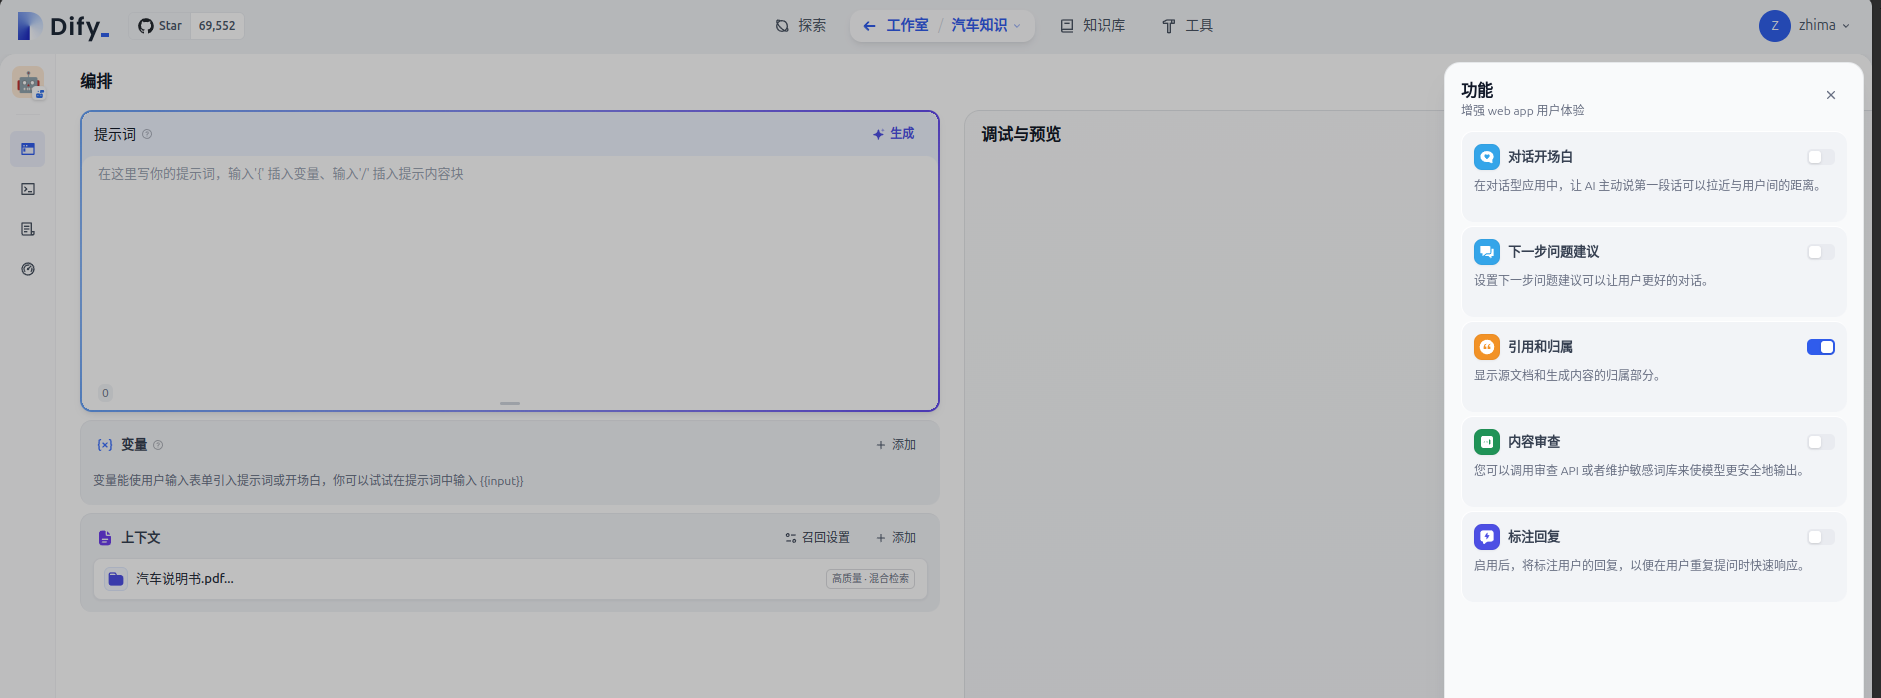 Dify_
Star 69,552
探索
工作室 / 汽车知识
知识库
工具
Z zhima
编排
提示词
生成
在这里写你的提示词，输入'{' 插入变量、输入'/' 插入提示内容块
0
{x} 变量
+ 添加
变量能使用户输入表单引入提示词或开场白，你可以试试在提示词中输入 {{input}}
上下文
召回设置
+ 添加
汽车说明书.pdf...
高质量 · 混合检索
调试与预览
功能
增强 web app 用户体验
对话开场白
在对话型应用中，让 AI 主动说第一段话可以拉近与用户间的距离。
下一步问题建议
设置下一步问题建议可以让用户更好的对话。
引用和归属
显示源文档和生成内容的归属部分。
内容审查
您可以调用审查 API 或者维护敏感词库来使模型更安全地输出。
标注回复
启用后，将标注用户的回复，以便在用户重复提问时快速响应。